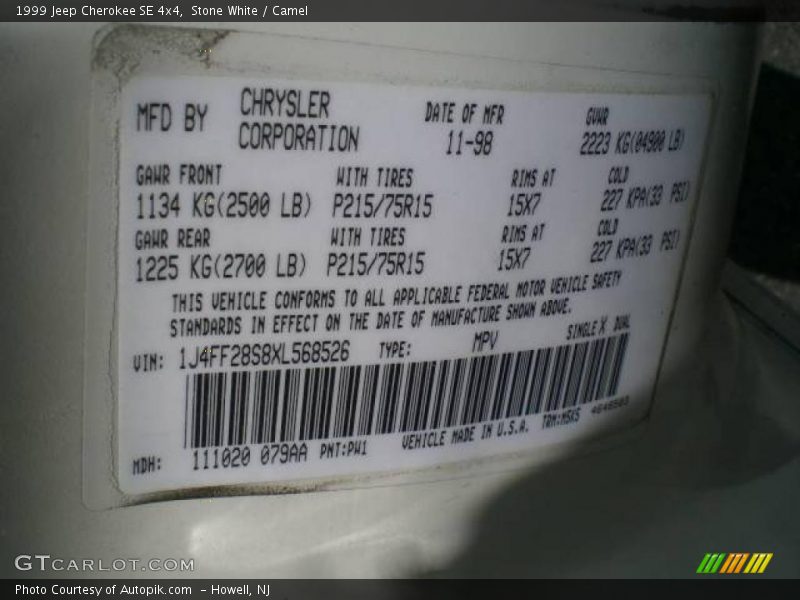 1999 Jeep Cherokee SE 4x4, Stone White / Camel
MFD BY CHRYSLER CORPORATION DATE OF MFR 11-98 GVWR 2223 KG(04900 LB)
GAWR FRONT WITH TIRES RIMS AT COLD
1134 KG(2500 LB) P215/75R15 15X7 227 KPA(33 PSI)
GAWR REAR WITH TIRES RIMS AT COLD
1225 KG(2700 LB) P215/75R15 15X7 227 KPA(33 PSI)
THIS VEHICLE CONFORMS TO ALL APPLICABLE FEDERAL MOTOR VEHICLE SAFETY
STANDARDS IN EFFECT ON THE DATE OF MANUFACTURE SHOWN ABOVE.
VIN: 1J4FF28S8XL568526 TYPE: MPV SINGLE X DUAL
MDH: 111020 079AA PNT:PW1 VEHICLE MADE IN U.S.A. TRM:M5K5
GTCARLOT.COM
Photo Courtesy of Autopik.com – Howell, NJ